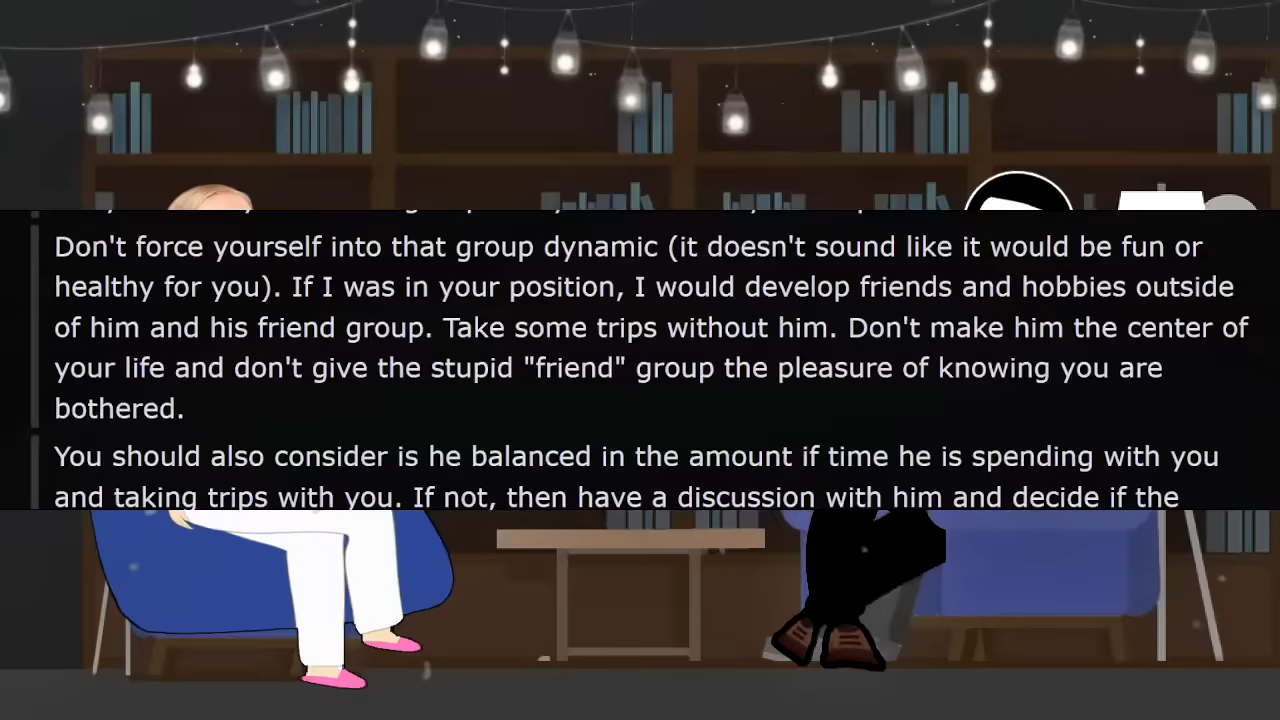 Don't force yourself into that group dynamic (it doesn't sound like it would be fun or
healthy for you). If I was in your position, I would develop friends and hobbies outside
of him and his friend group. Take some trips without him. Don't make him the center of
your life and don't give the stupid "friend" group the pleasure of knowing you are
bothered.
You should also consider is he balanced in the amount if time he is spending with you
and taking trips with you. If not, then have a discussion with him and decide if the